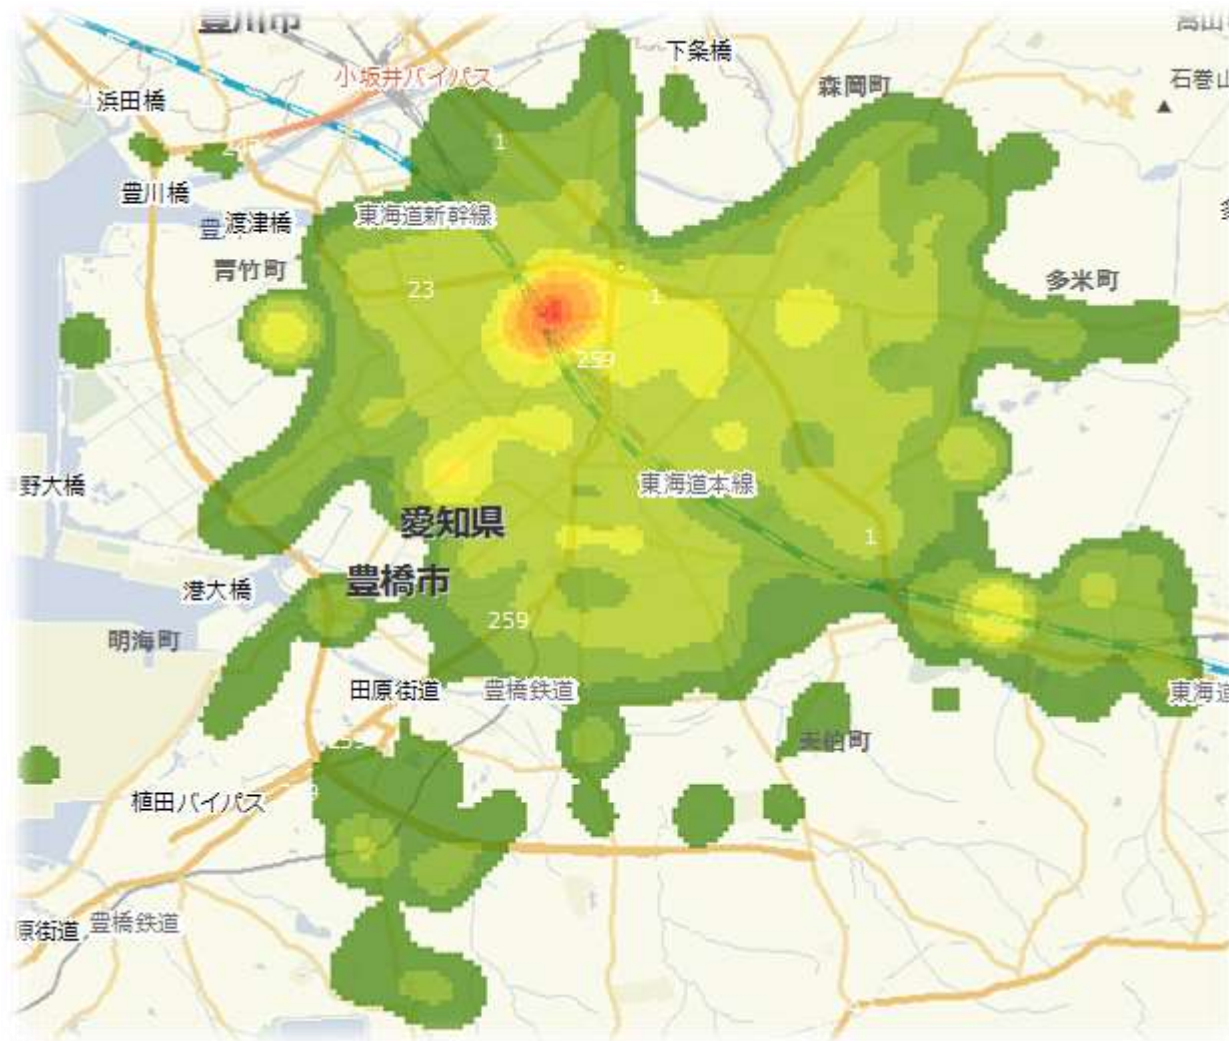 豊川市
下条橋
小坂井バイパス
森岡町
石巻山
浜田橋
1
豊川橋
渡津橋
東海道新幹線
青竹町
多米町
23
1
259
東海道本線
野大橋
愛知県
1
豊橋市
港大橋
259
明海町
田原街道
豊橋鉄道
東海道
天伯町
植田バイパス
原街道
豊橋鉄道